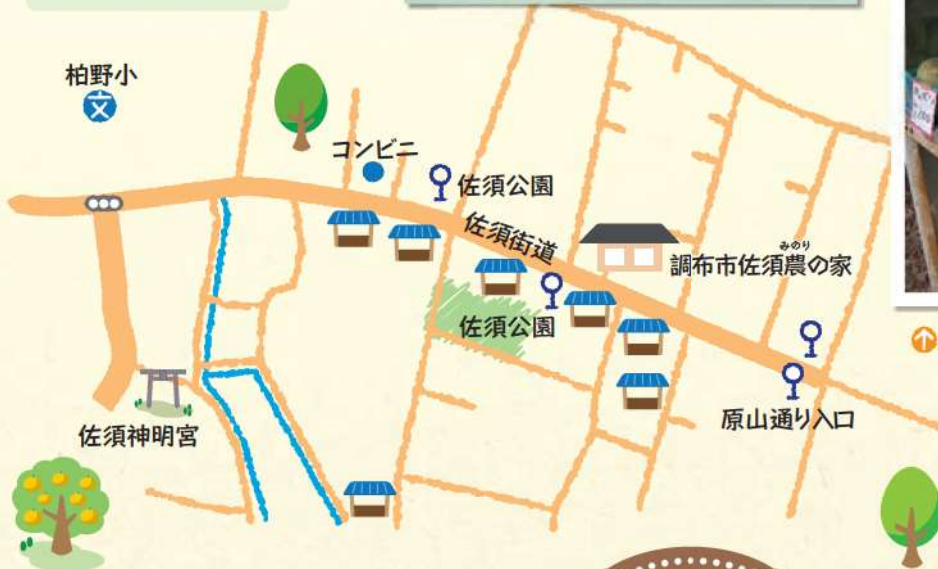 柏野小
文
コンビニ
佐須公園
佐須街道
みのり
調布市佐須農の家
佐須公園
原山通り入口
佐須神明宮